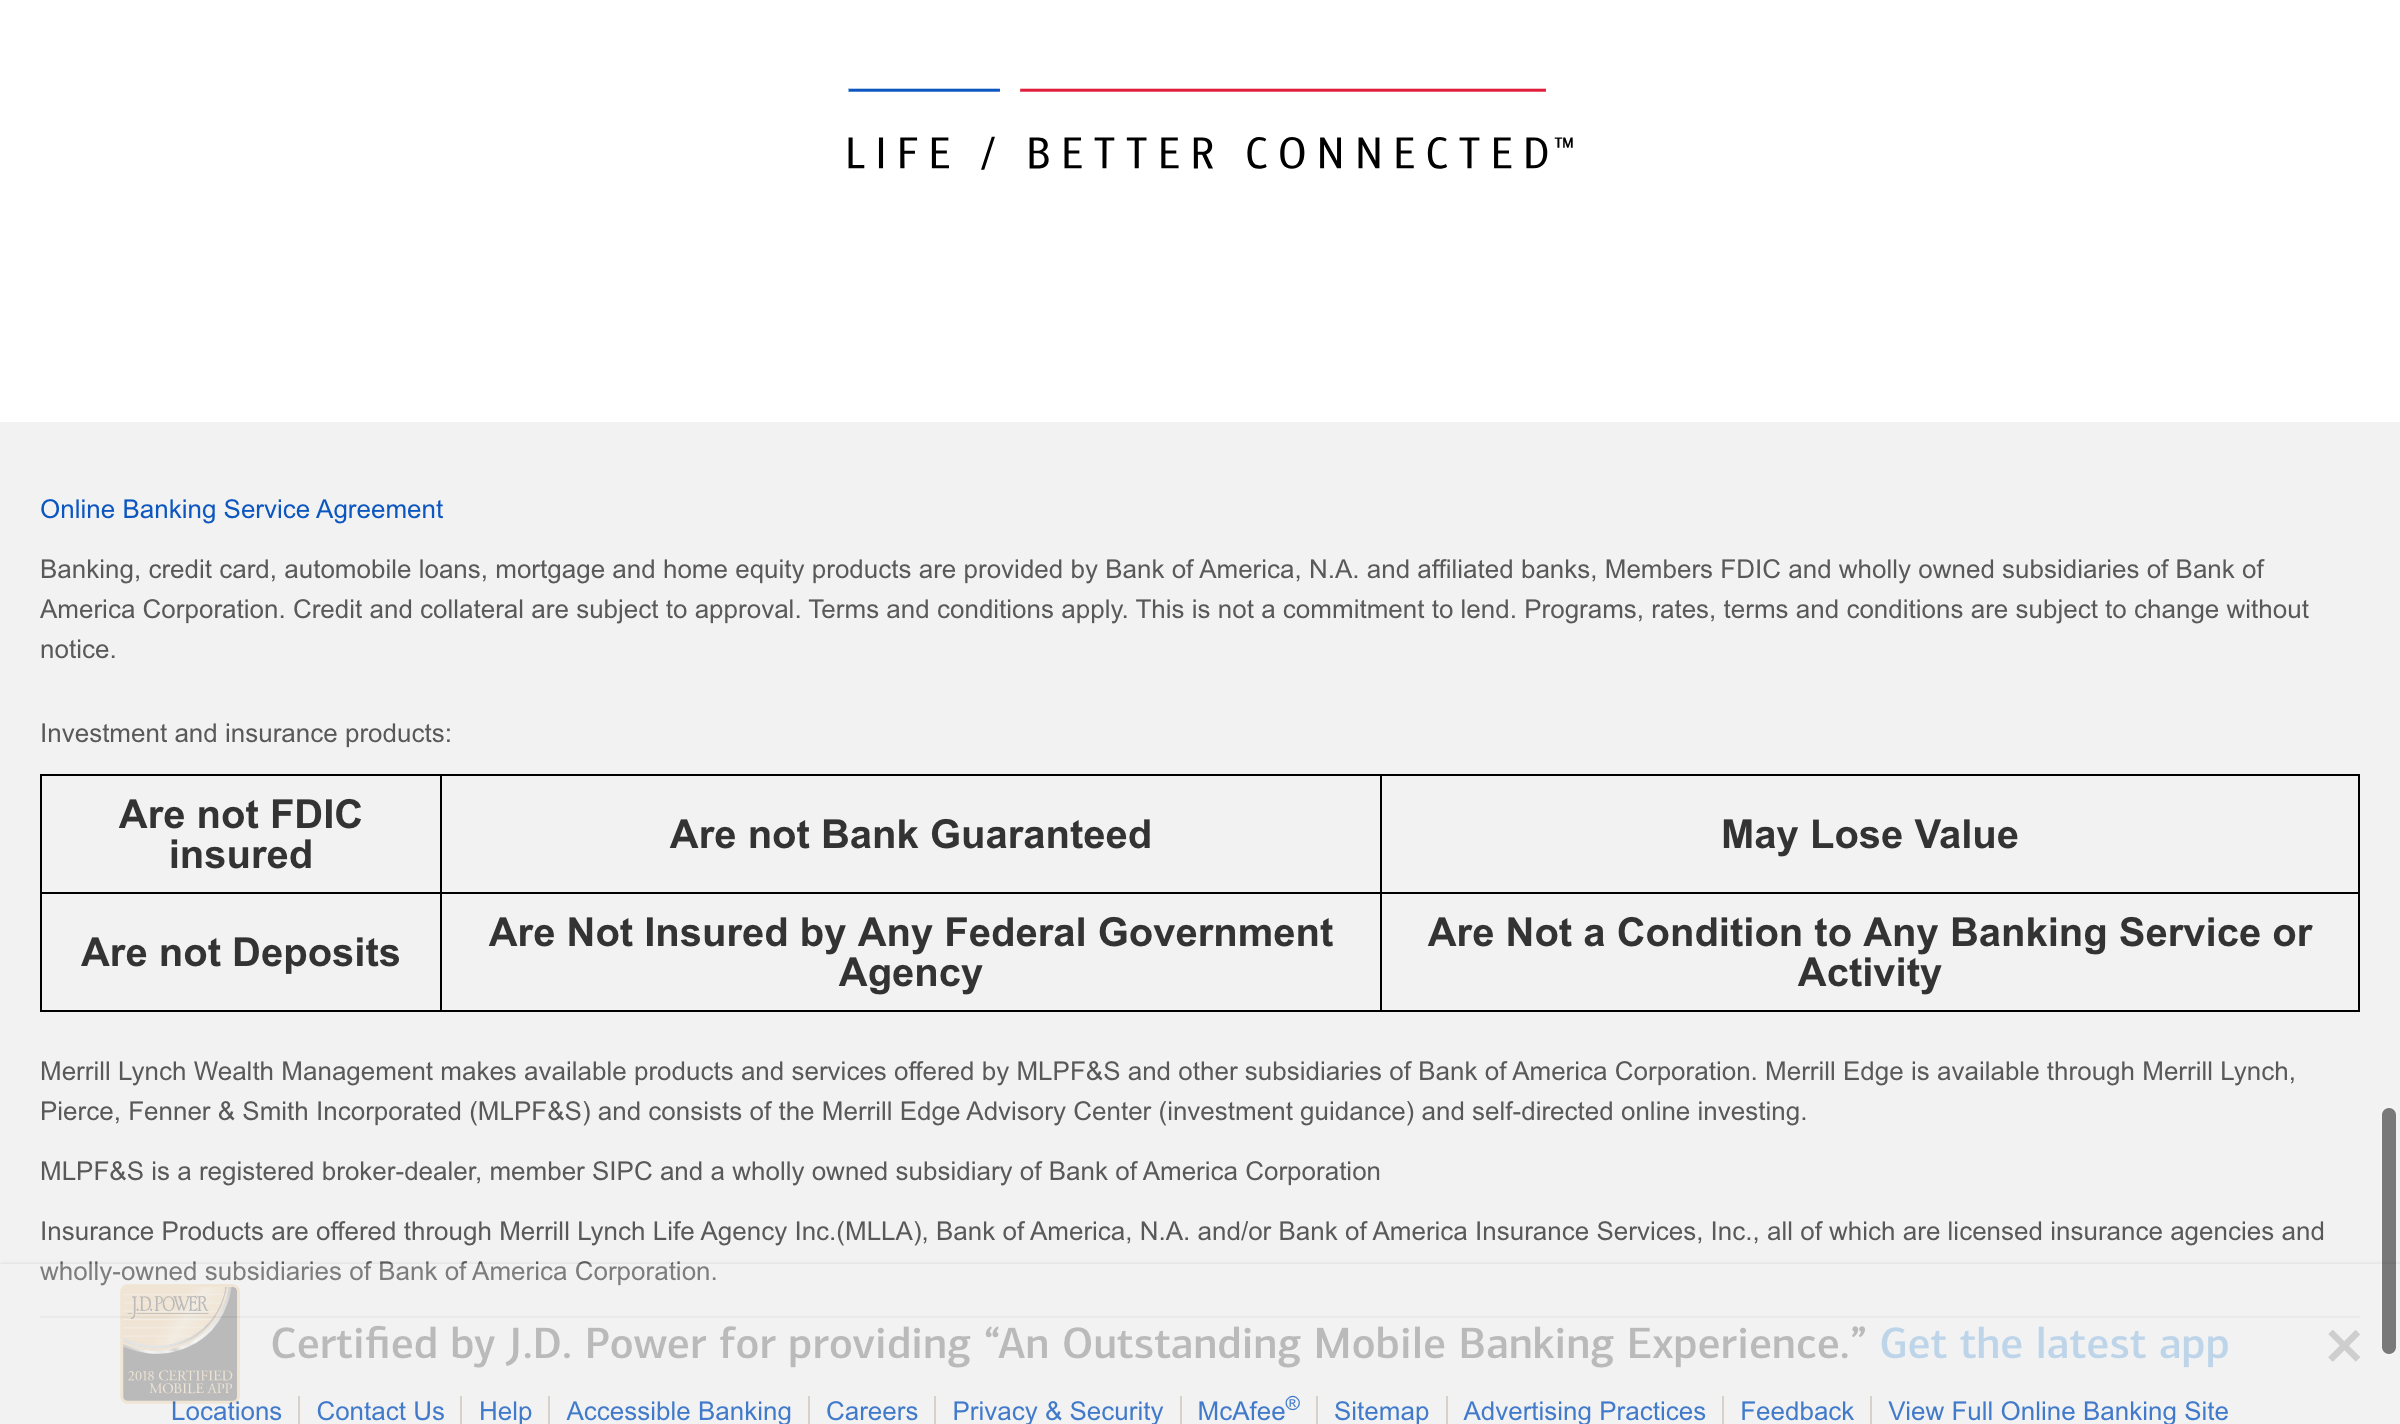 LIFE / BETTER CONNECTED™
Online Banking Service Agreement
Banking, credit card, automobile loans, mortgage and home equity products are provided by Bank of America, N.A. and affiliated banks, Members FDIC and wholly owned subsidiaries of Bank of
America Corporation. Credit and collateral are subject to approval. Terms and conditions apply. This is not a commitment to lend. Programs, rates, terms and conditions are subject to change without
notice.
Investment and insurance products:
Are not FDIC
insured
Are not Bank Guaranteed
May Lose Value
Are not Deposits
Are Not Insured by Any Federal Government
Agency
Are Not a Condition to Any Banking Service or
Activity
Merrill Lynch Wealth Management makes available products and services offered by MLPF&S and other subsidiaries of Bank of America Corporation. Merrill Edge is available through Merrill Lynch,
Pierce, Fenner & Smith Incorporated (MLPF&S) and consists of the Merrill Edge Advisory Center (investment guidance) and self-directed online investing.
MLPF&S is a registered broker-dealer, member SIPC and a wholly owned subsidiary of Bank of America Corporation
Insurance Products are offered through Merrill Lynch Life Agency Inc.(MLLA), Bank of America, N.A. and/or Bank of America Insurance Services, Inc., all of which are licensed insurance agencies and
wholly-owned subsidiaries of Bank of America Corporation.
J.D. POWER
2018 CERTIFIED
MOBILE APP
Certified by J.D. Power for providing “An Outstanding Mobile Banking Experience.” Get the latest app
Locations Contact Us Help Accessible Banking Careers Privacy & Security McAfee® Sitemap Advertising Practices Feedback View Full Online Banking Site